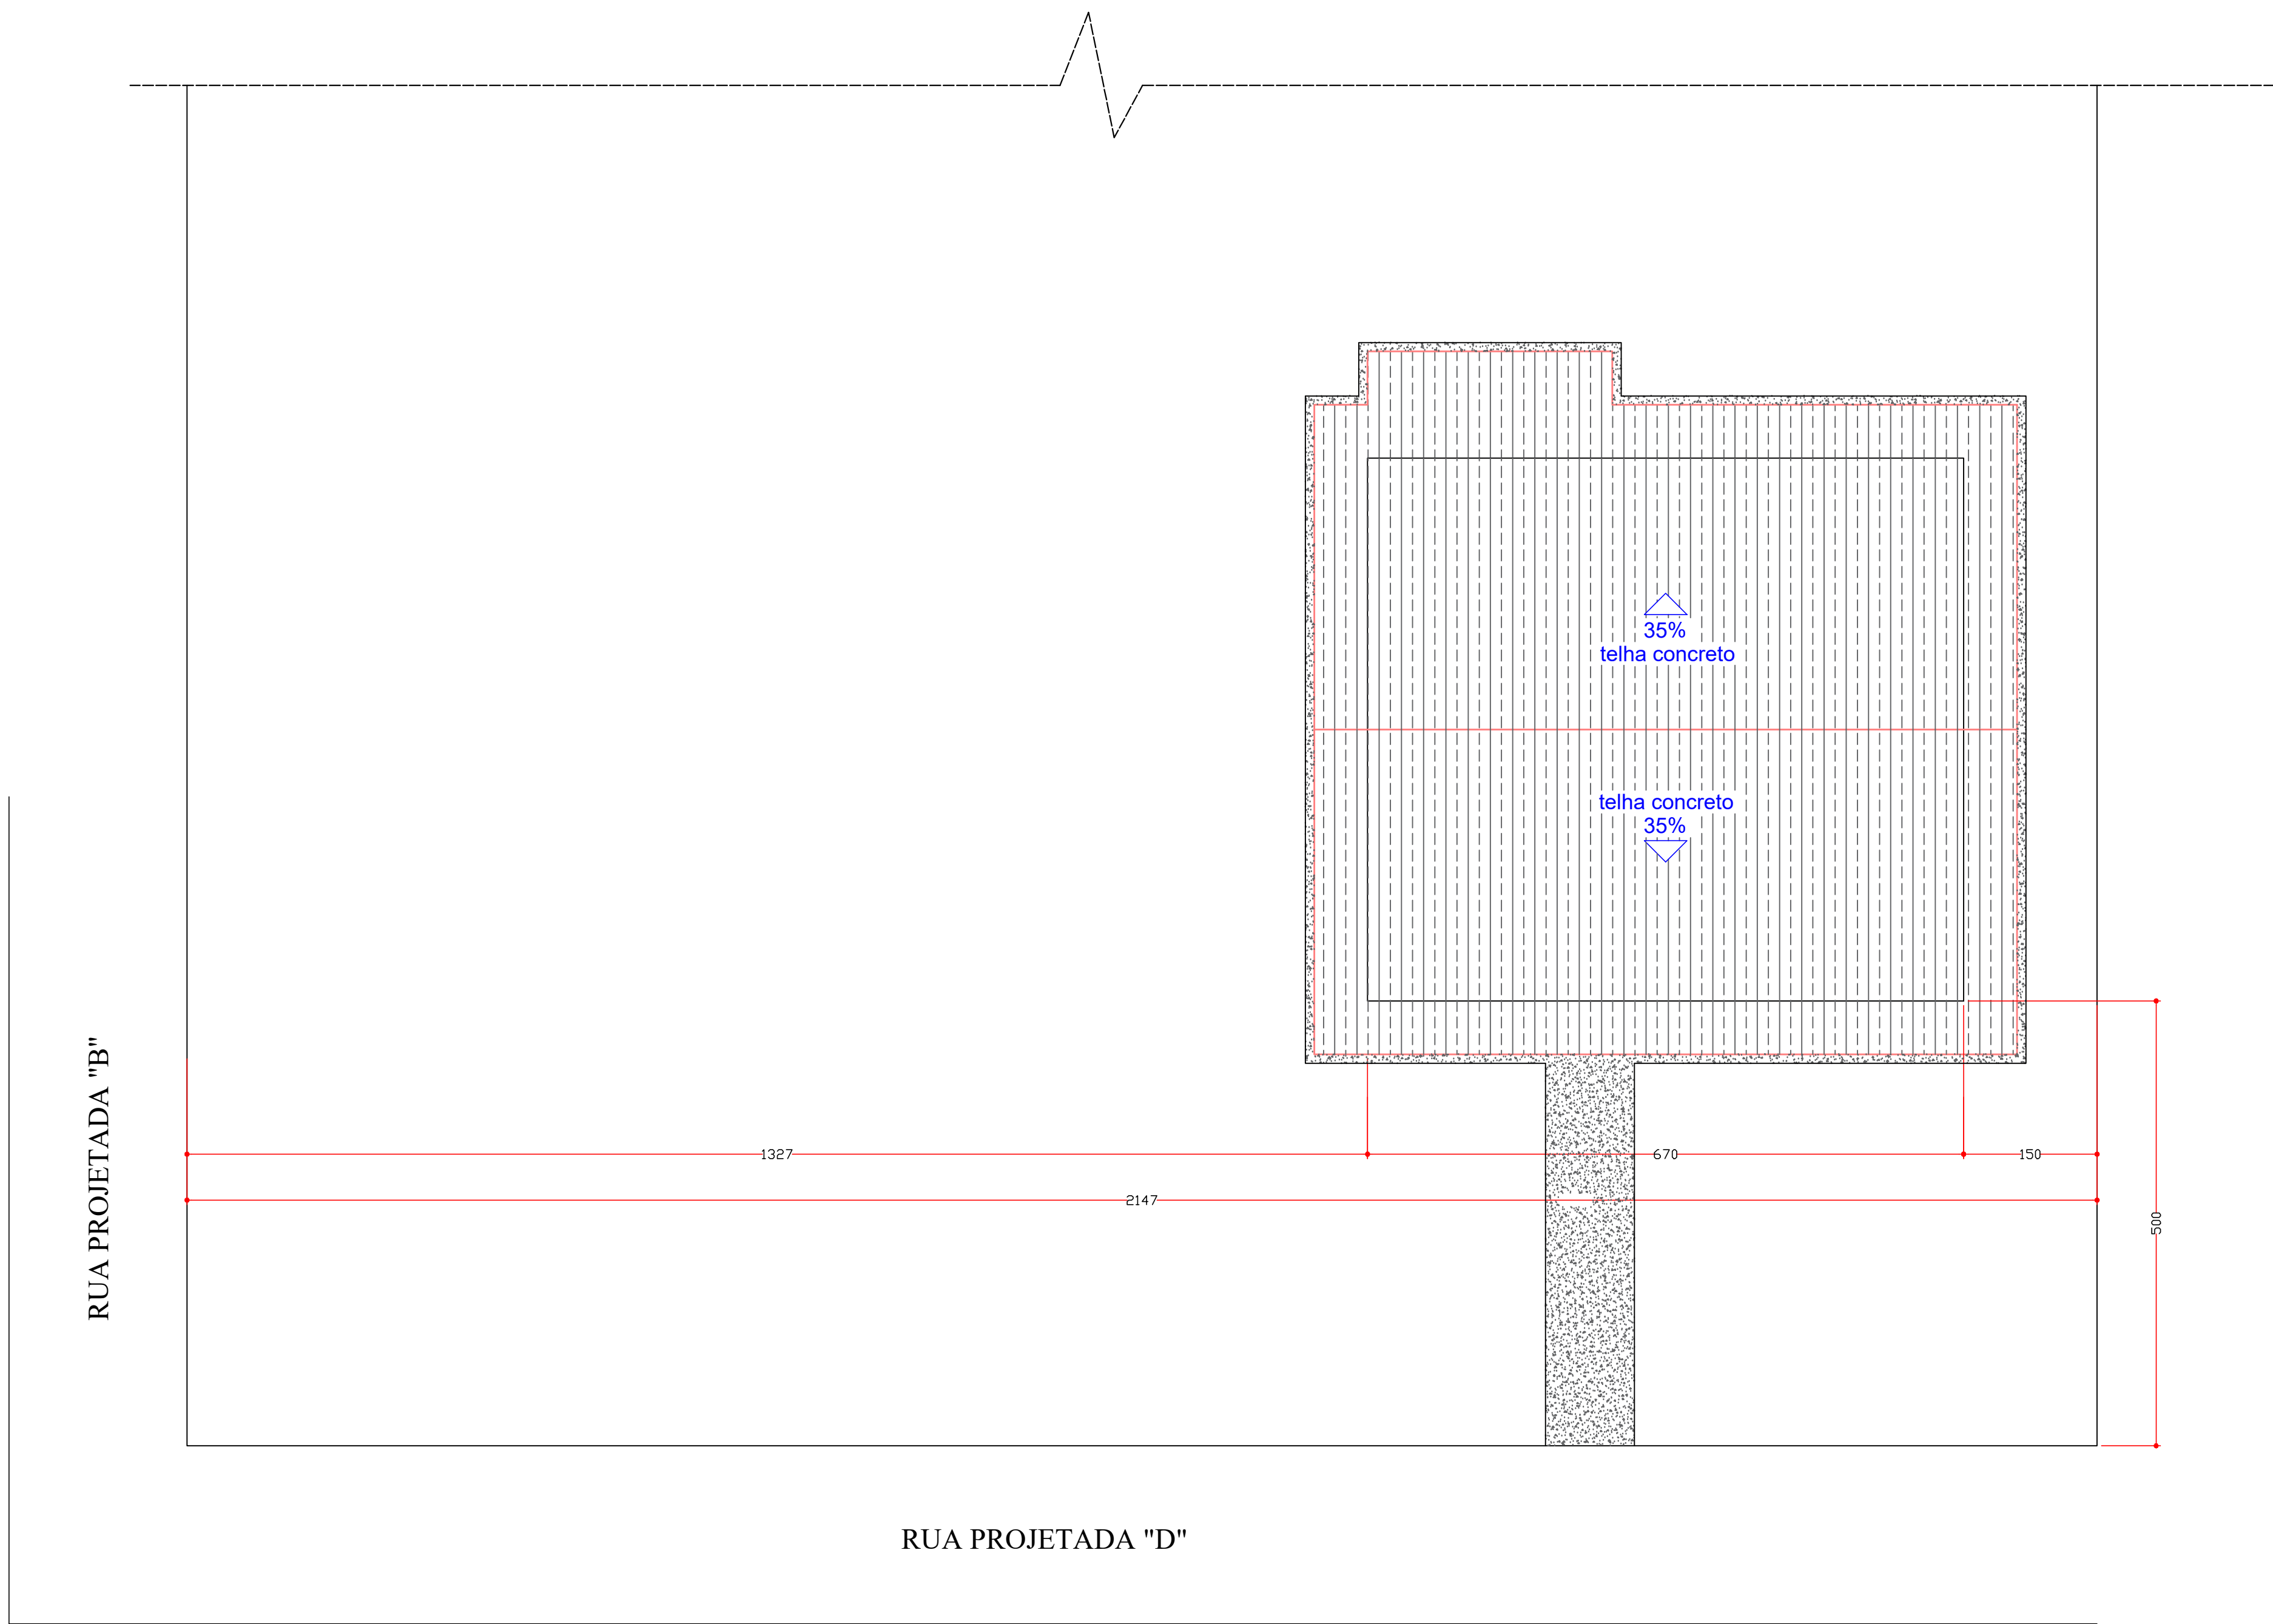 35%
telha concreto
telha concreto
35%
RUA PROJETADA "B"
1327
670
150
2147
500
RUA PROJETADA "D"